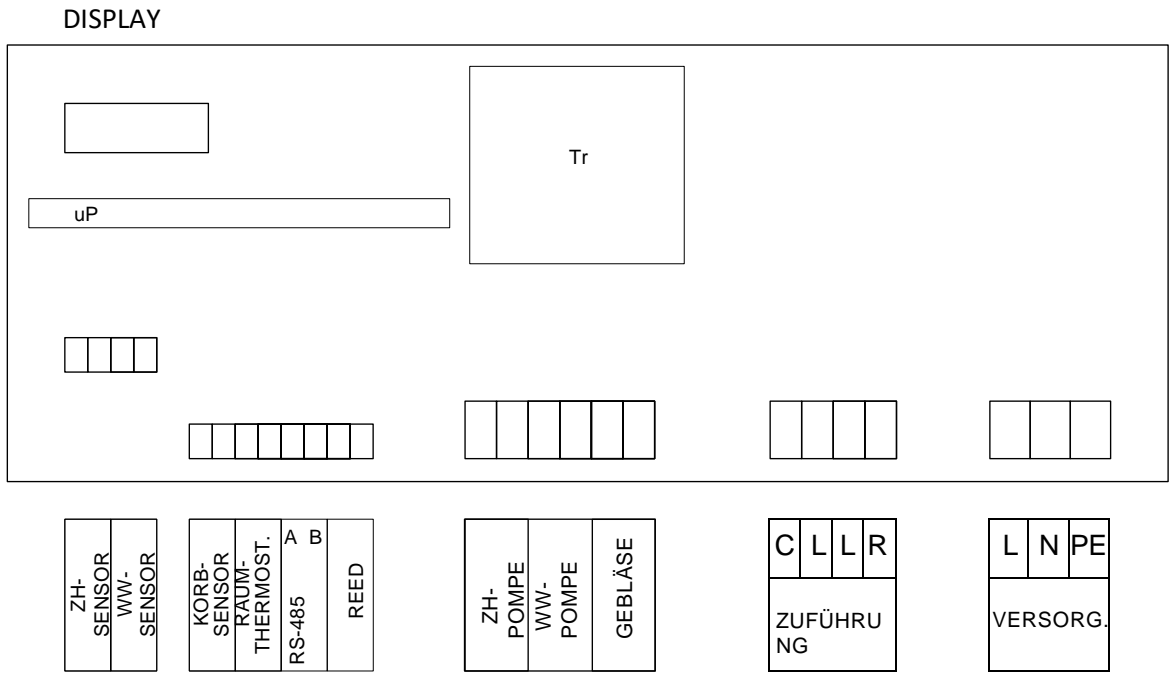 DISPLAY
Tr
uP
ZH-
SENSOR
WW-
SENSOR
KORB-
SENSOR
RAUM-
THERMOST.
A B
RS-485
REED
ZH-
POMPE
WW-
POMPE
GEBLÄSE
C L L R
ZUFÜHRU
NG
L N PE
VERSORG.